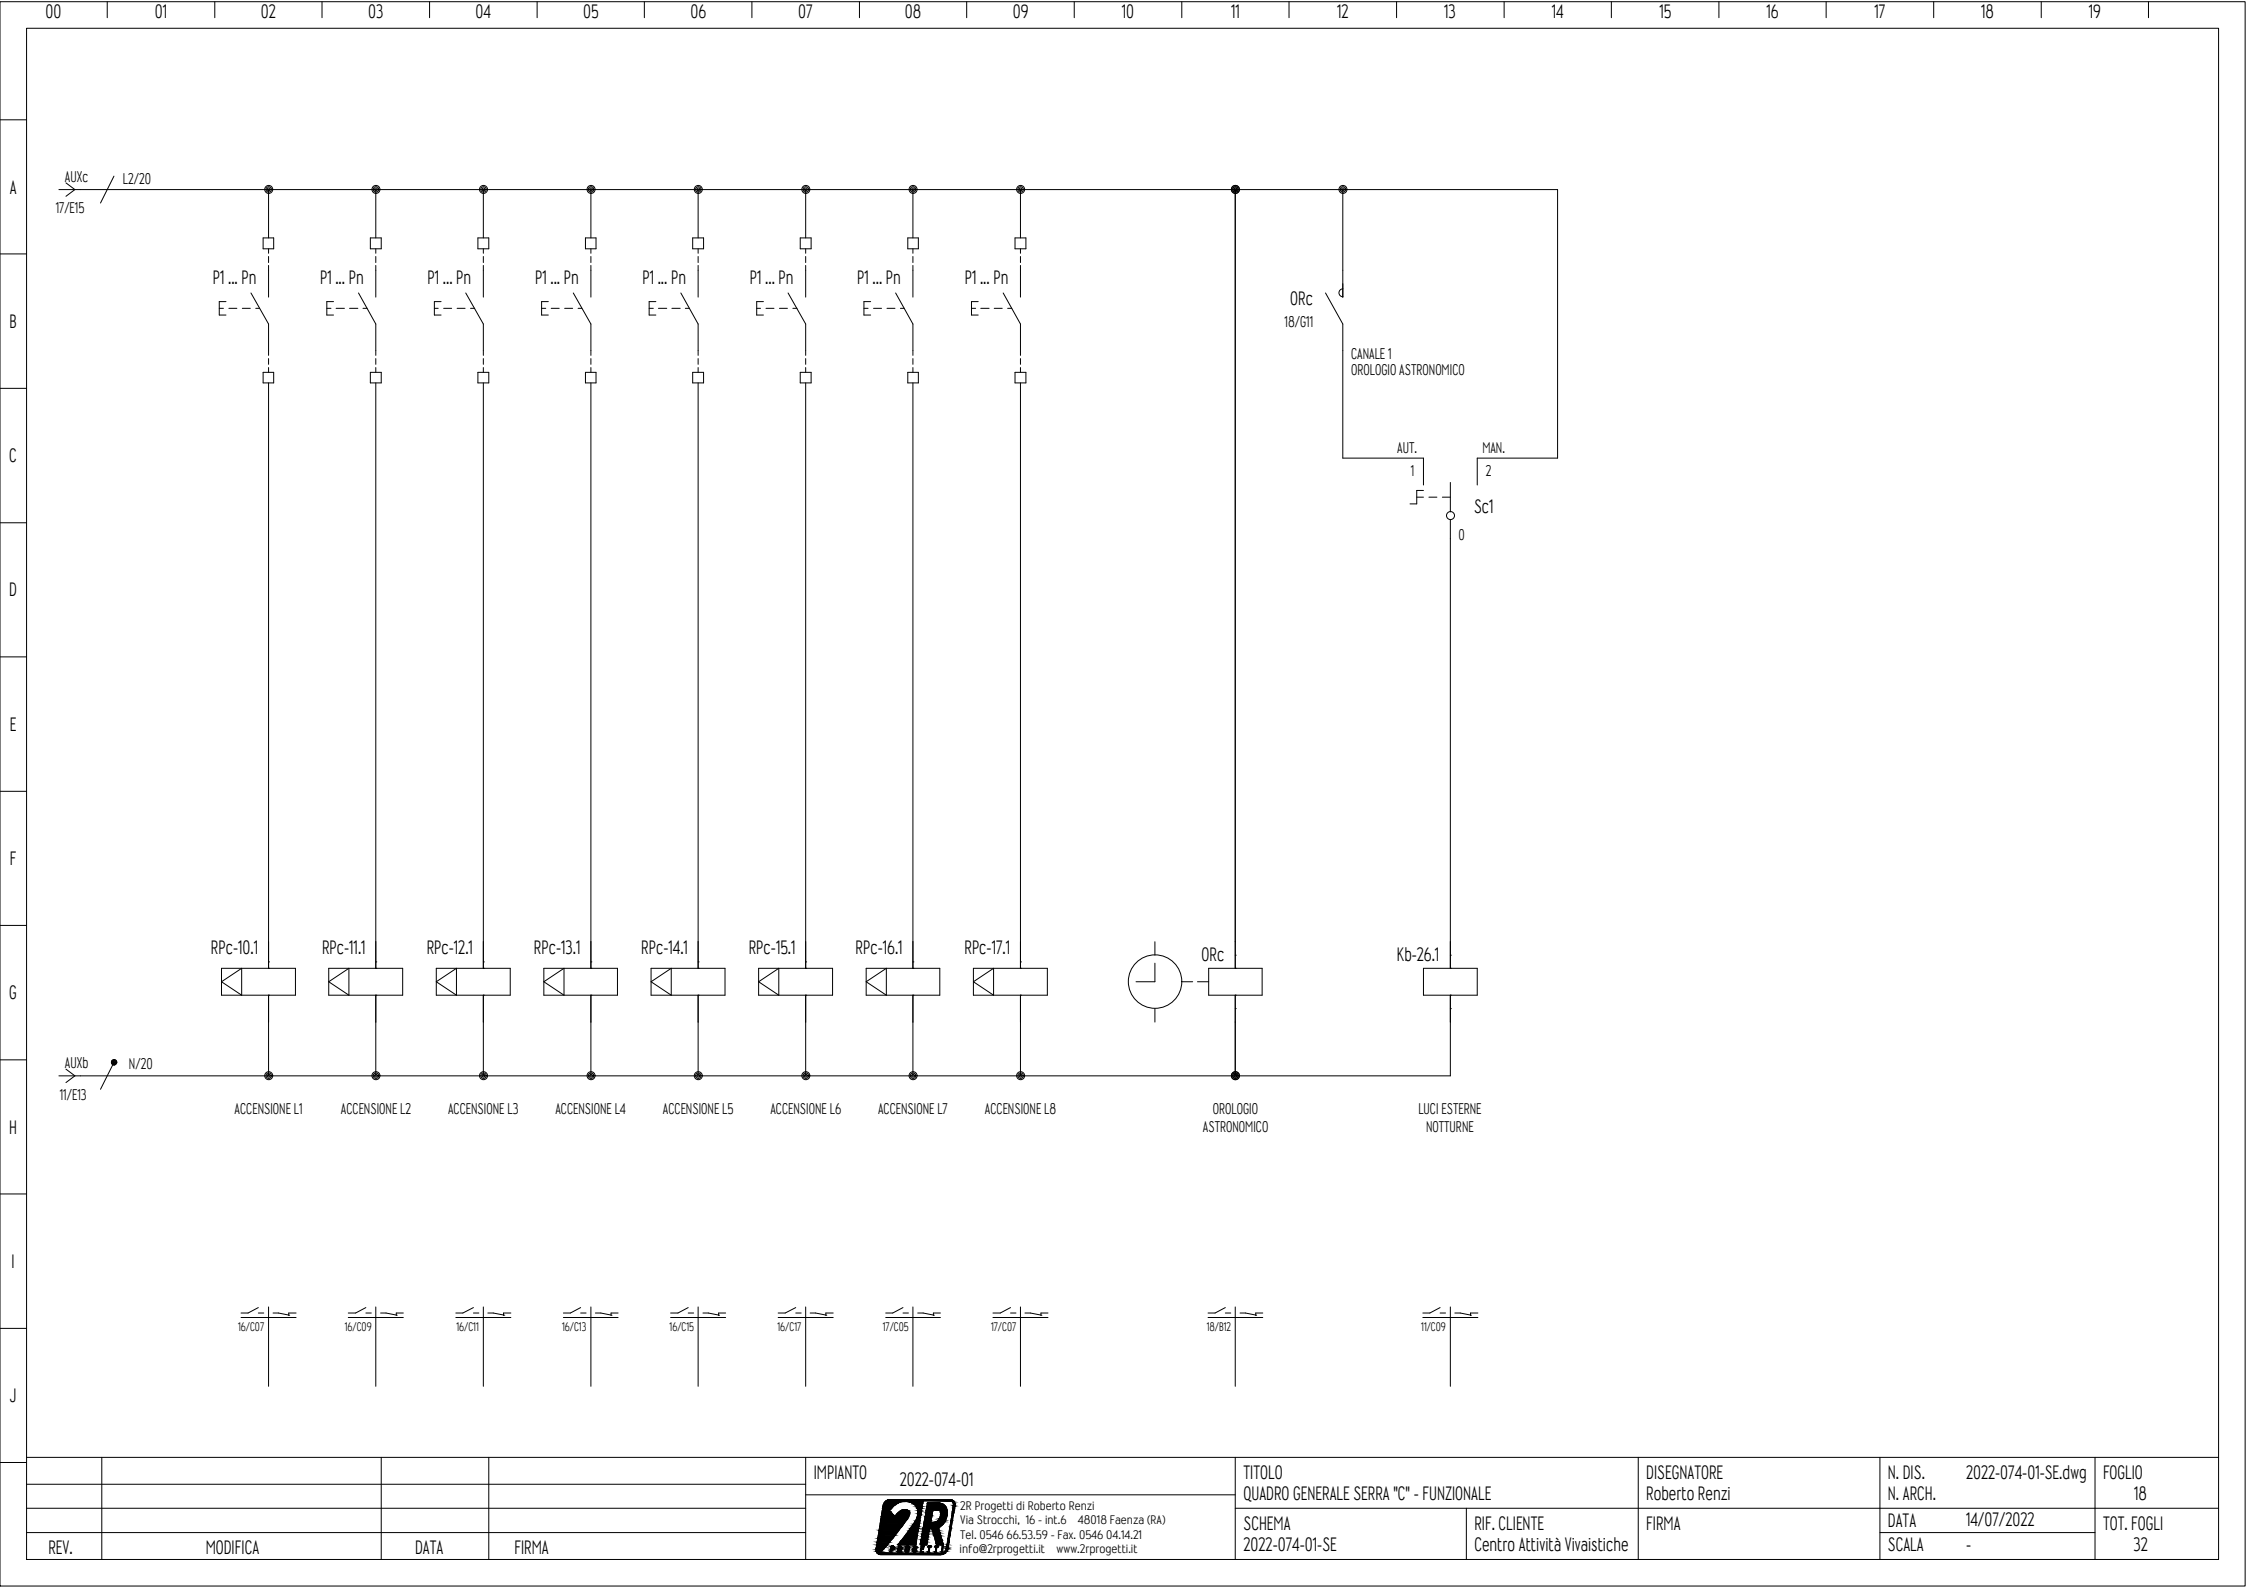 00 01 02 03 04 05 06 07 08 09 10 11 12 13 14 15 16 17 18 19
A
B
C
D
E
F
G
H
I
J
AUXc
L2/20
17/E15
P1 ... Pn P1 ... Pn P1 ... Pn P1 ... Pn P1 ... Pn P1 ... Pn P1 ... Pn P1 ... Pn
ORc
18/G11
CANALE 1
OROLOGIO ASTRONOMICO
AUT. MAN.
1 2
Sc1
0
RPc-10.1 RPc-11.1 RPc-12.1 RPc-13.1 RPc-14.1 RPc-15.1 RPc-16.1 RPc-17.1 ORc Kb-26.1
AUXb
N/20
11/E13
ACCENSIONE L1 ACCENSIONE L2 ACCENSIONE L3 ACCENSIONE L4 ACCENSIONE L5 ACCENSIONE L6 ACCENSIONE L7 ACCENSIONE L8
OROLOGIO
ASTRONOMICO
LUCI ESTERNE
NOTTURNE
16/C07 16/C09 16/C11 16/C13 16/C15 16/C17 17/C05 17/C07 18/B12 11/C09
REV. MODIFICA DATA FIRMA
IMPIANTO 2022-074-01
2R
PROGETTI
2R Progetti di Roberto Renzi
Via Strocchi, 16 - int.6 48018 Faenza (RA)
Tel. 0546 66.53.59 - Fax. 0546 04.14.21
info@2rprogetti.it www.2rprogetti.it
TITOLO
QUADRO GENERALE SERRA "C" - FUNZIONALE
SCHEMA
2022-074-01-SE
RIF. CLIENTE
Centro Attività Vivaistiche
DISEGNATORE
Roberto Renzi
FIRMA
N. DIS. 2022-074-01-SE.dwg
N. ARCH.
DATA 14/07/2022
SCALA -
FOGLIO
18
TOT. FOGLI
32